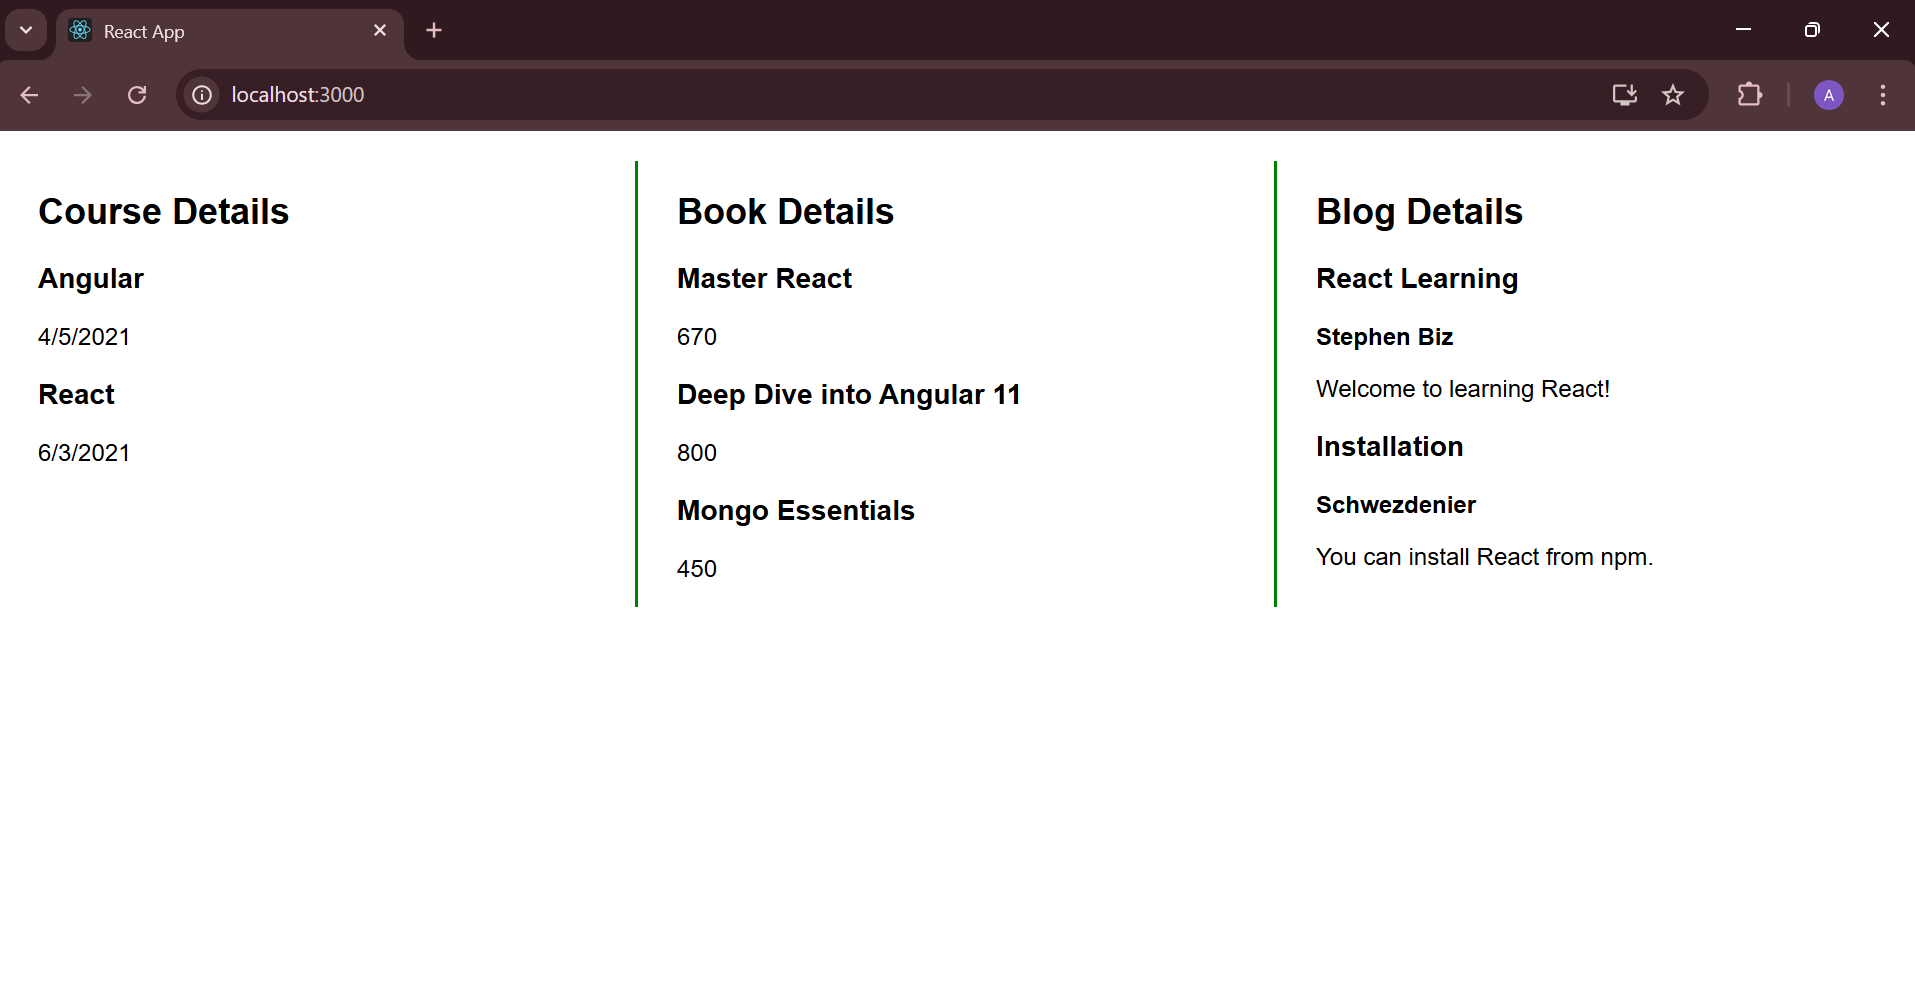 React App
localhost:3000
A
Course Details
Angular
4/5/2021
React
6/3/2021
Book Details
Master React
670
Deep Dive into Angular 11
800
Mongo Essentials
450
Blog Details
React Learning
Stephen Biz
Welcome to learning React!
Installation
Schwezdenier
You can install React from npm.